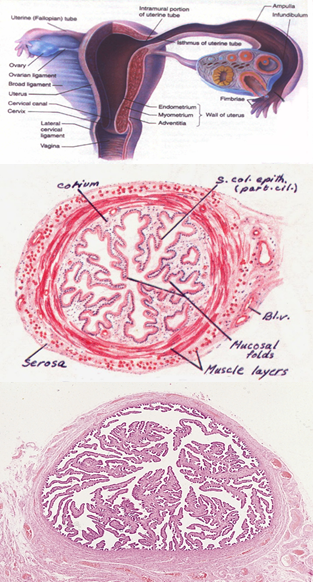 Uterine (Fallopian) tube
Intramural portion
of uterine tube
Ampulla
Infundibulum
Isthmus of uterine tube
Ovary
Ovarian ligament
Broad ligament
Uterus
Cervical canal
Cervix
Lateral
cervical
ligament
Vagina
Fimbriae
Endometrium
Myometrium
Adventitia
Wall of uterus
corium
S. col. epith.
(part. cil.)
Bl.v.
Mucosal
folds
Muscle layers
Serosa